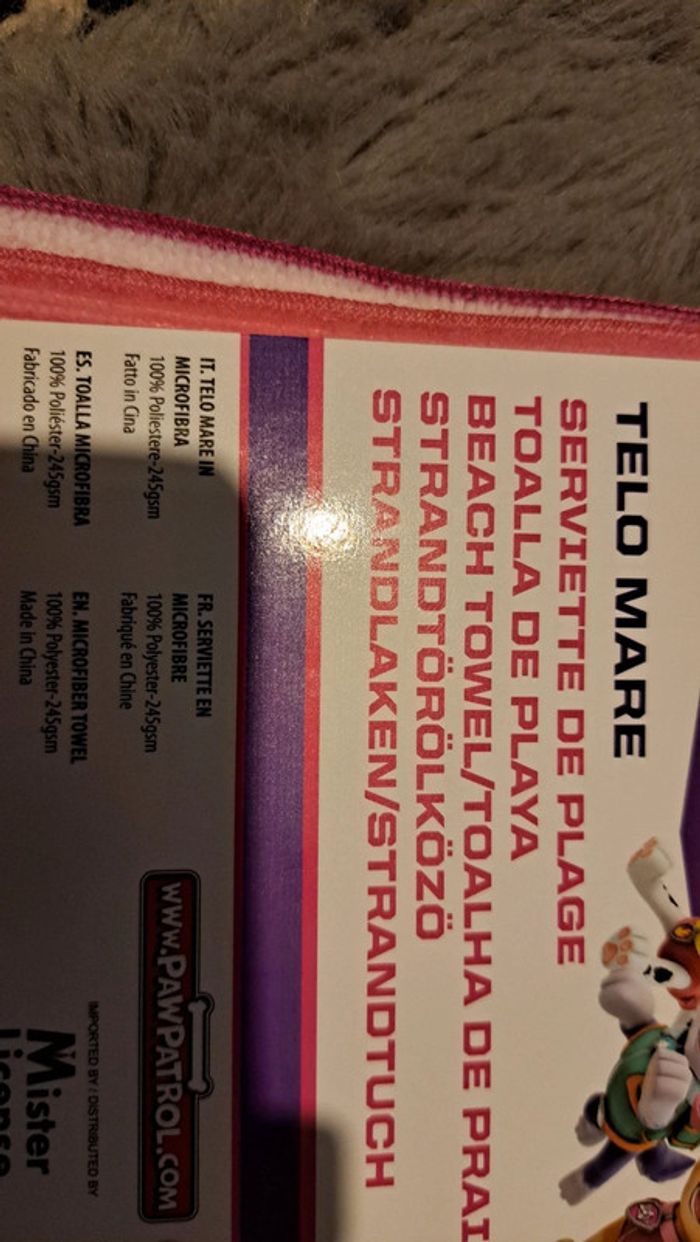 TELO MARE
SERVIETTE DE PLAGE
TOALLA DE PLAYA
BEACH TOWEL/TOALHA DE PRAI
STRANDTÖRÖLKÖZÖ
STRANDLAKEN/STRANDTUCH
IT. TELO MARE IN
MICROFIBRA
100% Poliestere-245gsm
Fatto in Cina
FR. SERVIETTE EN
MICROFIBRE
100% Polyester-245gsm
Fabriqué en Chine
ES. TOALLA MICROFIBRA
100% Poliéster-245gsm
Fabricado en China
EN. MICROFIBER TOWEL
100% Polyester-245gsm
Made in China
WWW.PAWPATROL.COM
IMPORTED BY / DISTRIBUTED BY
Mister
License